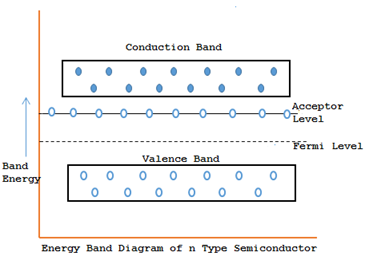 Conduction Band
Acceptor
Level
Fermi Level
Valence Band
Band
Energy
Energy Band Diagram of n Type Semiconductor